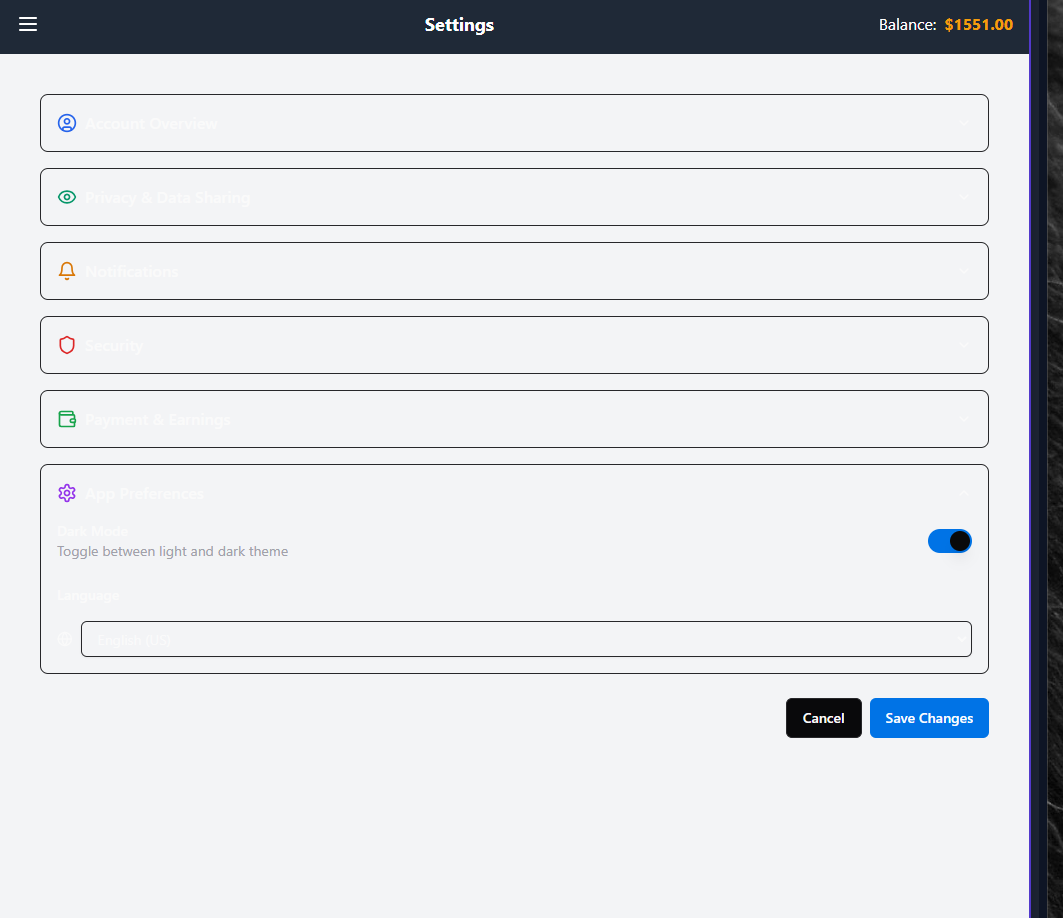 Settings
Balance: $1551.00
Account Overview
Privacy & Data Sharing
Notifications
Security
Payment & Earnings
App Preferences
Dark Mode
Toggle between light and dark theme
Language
English (US)
Cancel
Save Changes